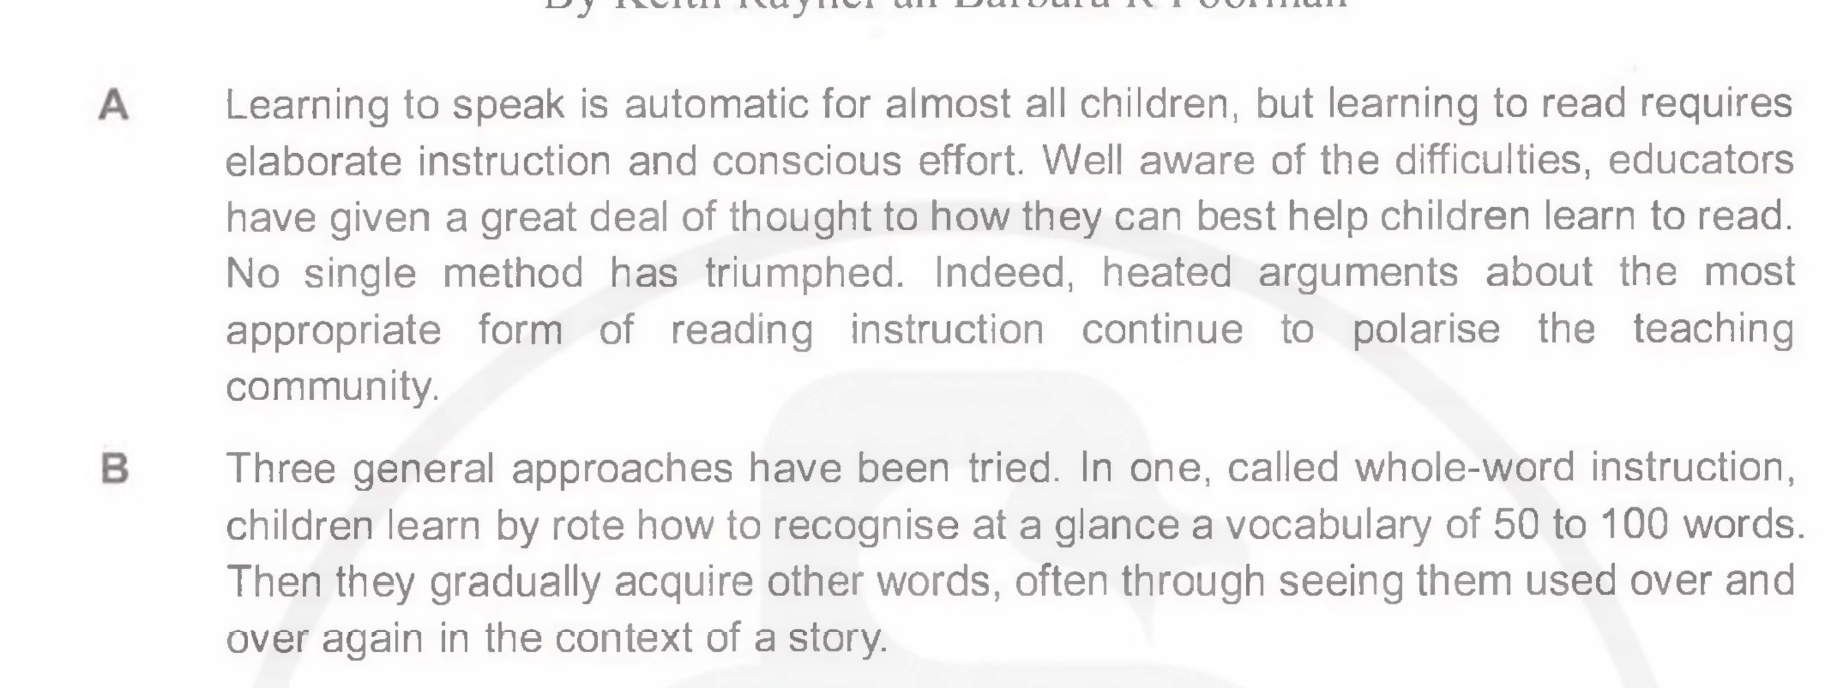 By Keith Rayner an Barbara R Foorman
A
Learning to speak is automatic for almost all children, but learning to read requires
elaborate instruction and conscious effort. Well aware of the difficulties, educators
have given a great deal of thought to how they can best help children learn to read.
No single method has triumphed. Indeed, heated arguments about the most
appropriate form of reading instruction continue to polarise the teaching
community.
B
Three general approaches have been tried. In one, called whole-word instruction,
children learn by rote how to recognise at a glance a vocabulary of 50 to 100 words.
Then they gradually acquire other words, often through seeing them used over and
over again in the context of a story.